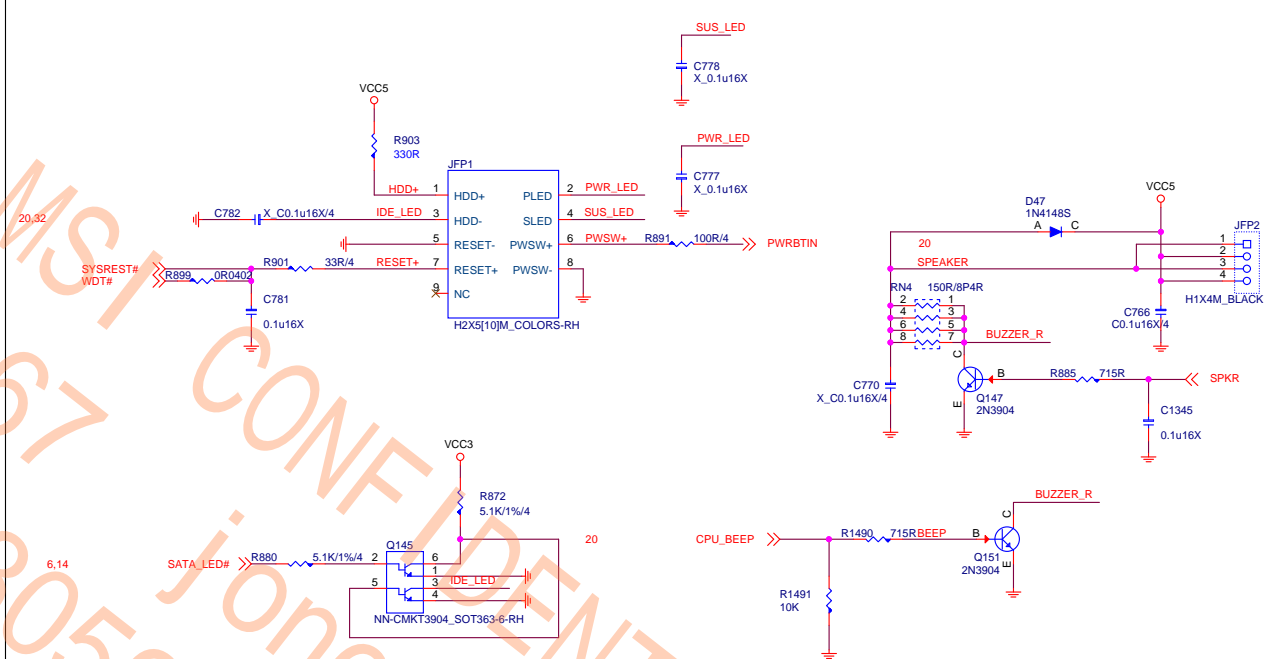 SUS_LED
C778
X_0.1u16X
VCC5
R903
330R
PWR_LED
C777
X_0.1u16X
JFP1
HDD+ 1 HDD+ PLED 2 PWR_LED
20,32
C782 X_C0.1u16X/4 IDE_LED 3 HDD- SLED 4 SUS_LED
5 RESET- PWSW+ 6 PWSW+ R891 100R/4 PWRBTIN
SYSREST# R901 33R/4 RESET+ 7 RESET+ PWSW- 8
WDT# R899 0R0402
9 NC
C781
0.1u16X
H2X5[10]M_COLORS-RH
VCC5
D47
1N4148S
A C
JFP2
20
SPEAKER
1
2
3
4
H1X4M_BLACK
RN4 150R/8P4R
2 1
4 3
6 5
8 7
BUZZER_R
C766
C0.1u16X/4
C770
X_C0.1u16X/4
C
B
E
Q147
2N3904
R885 715R SPKR
C1345
0.1u16X
VCC3
R872
5.1K/1%/4
20
6,14
SATA_LED# R880 5.1K/1%/4 2
Q145
6
1
5
3 IDE_LED
4
NN-CMKT3904_SOT363-6-RH
BUZZER_R
CPU_BEEP R1490 715R BEEP B
C
E
Q151
2N3904
R1491
10K
MSI CONFIDENT
67
jone
305